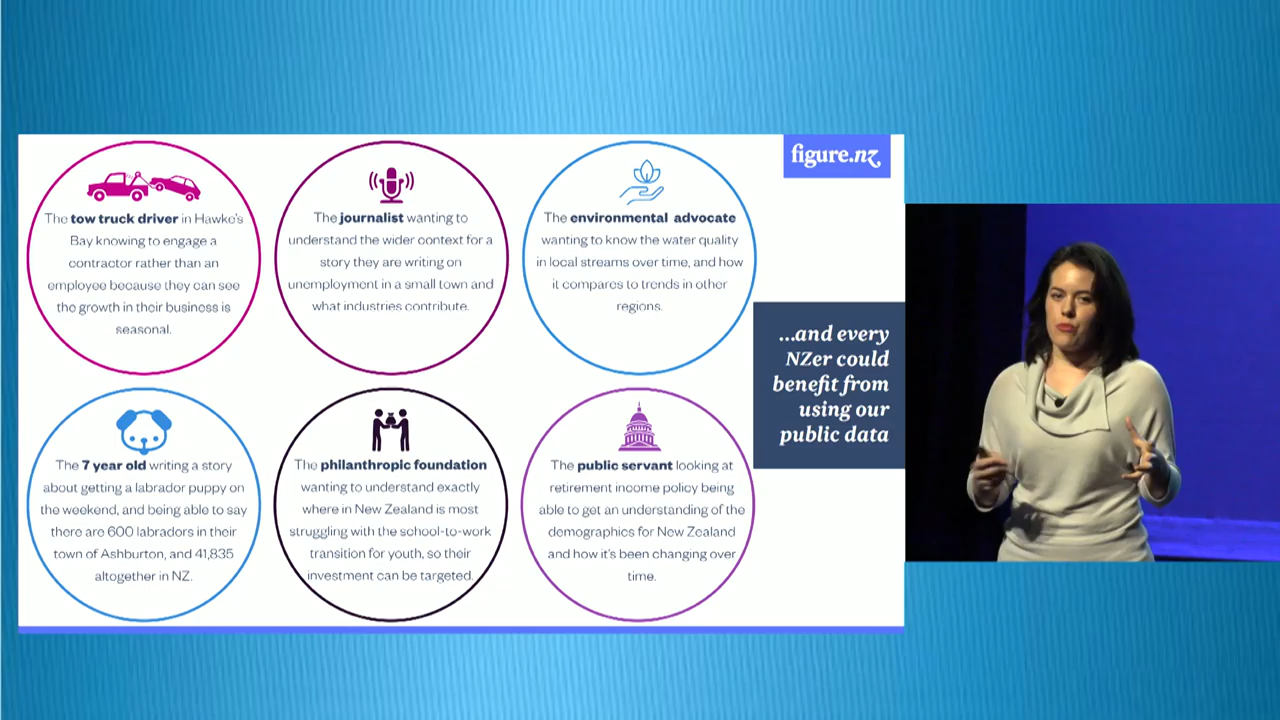 figure.nz
The tow truck driver in Hawke's
Bay knowing to engage a
contractor rather than an
employee because they can see
the growth in their business is
seasonal.
The journalist wanting to
understand the wider context for a
story they are writing on
unemployment in a small town and
what industries contribute.
The environmental advocate
wanting to know the water quality
in local streams over time, and how
it compares to trends in other
regions.
The 7 year old writing a story
about getting a labrador puppy on
the weekend, and being able to say
there are 600 labradors in their
town of Ashburton, and 41,835
altogether in NZ.
The philanthropic foundation
wanting to understand exactly
where in New Zealand is most
struggling with the school-to-work
transition for youth, so their
investment can be targeted.
The public servant looking at
retirement income policy being
able to get an understanding of the
demographics for New Zealand
and how it's been changing over
time.
...and every
NZer could
benefit from
using our
public data